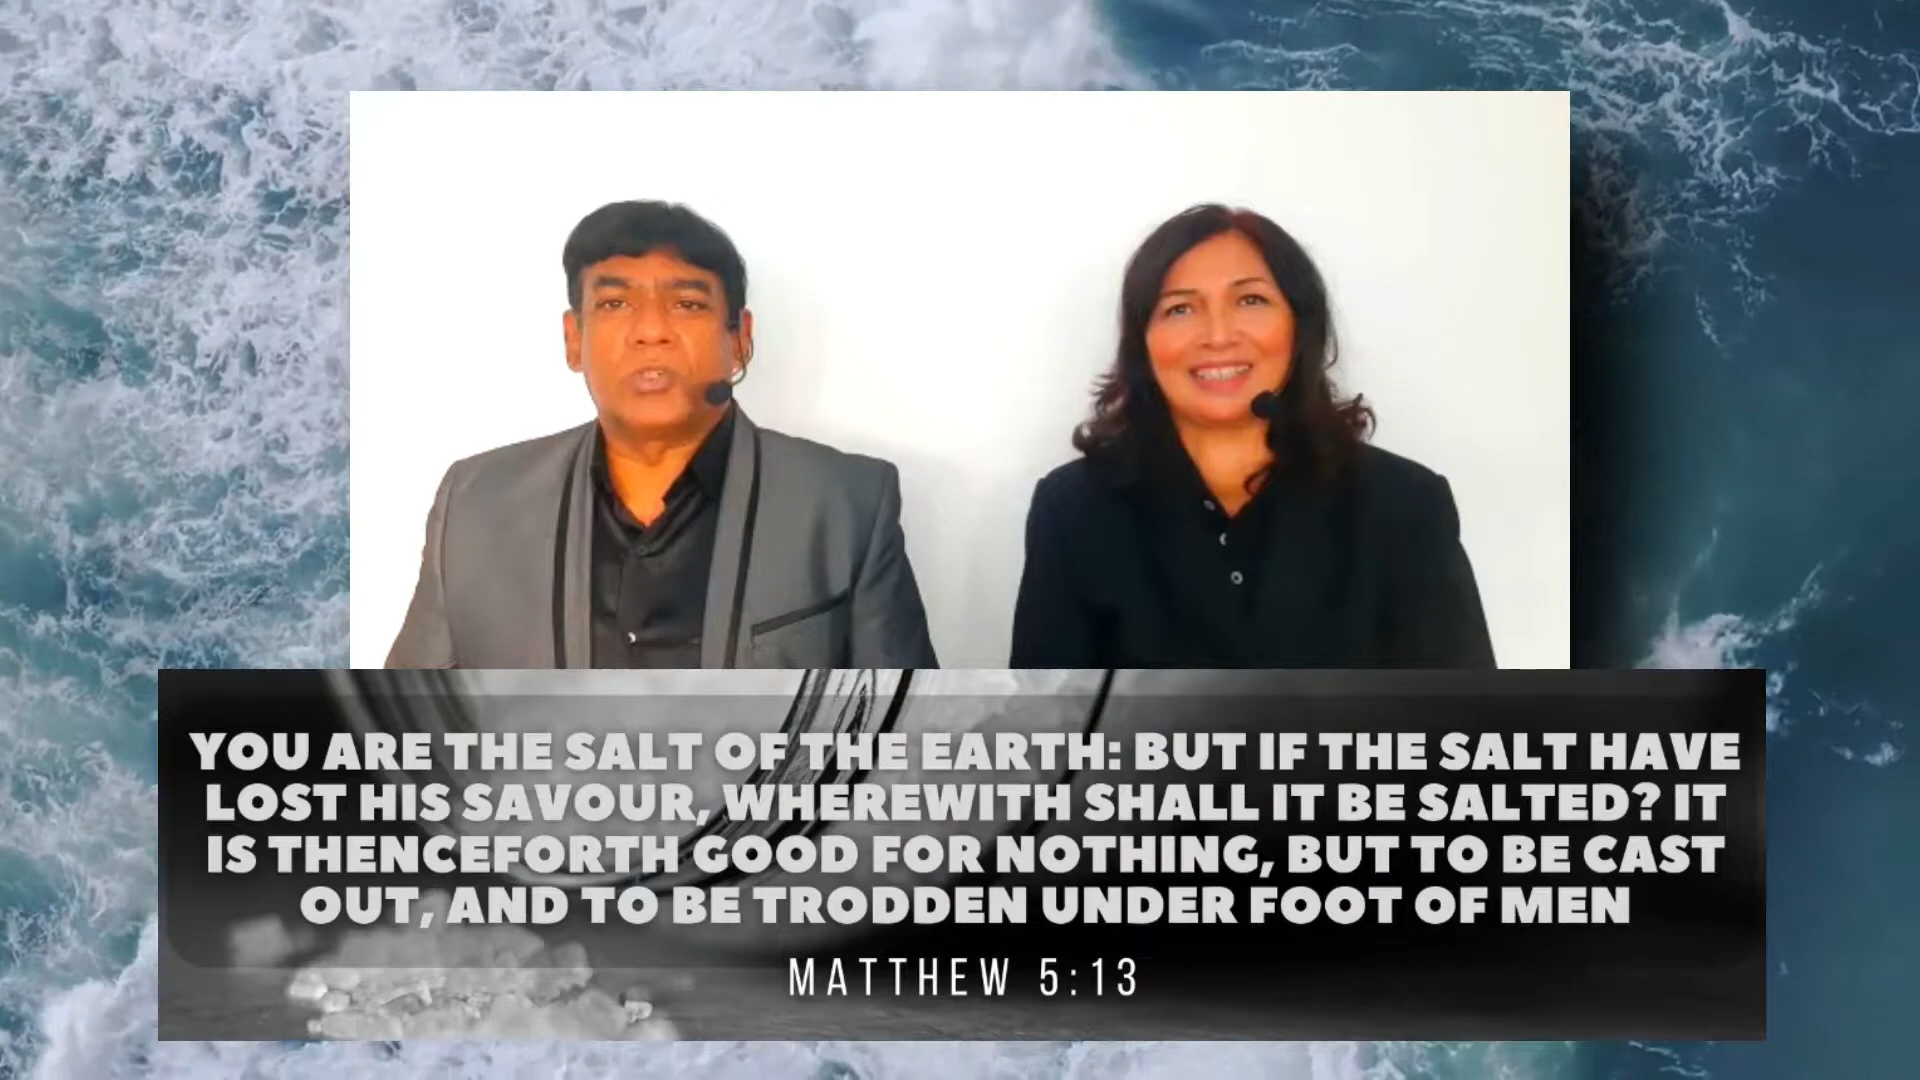 YOU ARE THE SALT OF THE EARTH: BUT IF THE SALT HAVE
LOST HIS SAVOUR, WHEREWITH SHALL IT BE SALTED? IT
IS THENCEFORTH GOOD FOR NOTHING, BUT TO BE CAST
OUT, AND TO BE TRODDEN UNDER FOOT OF MEN
MATTHEW 5:13